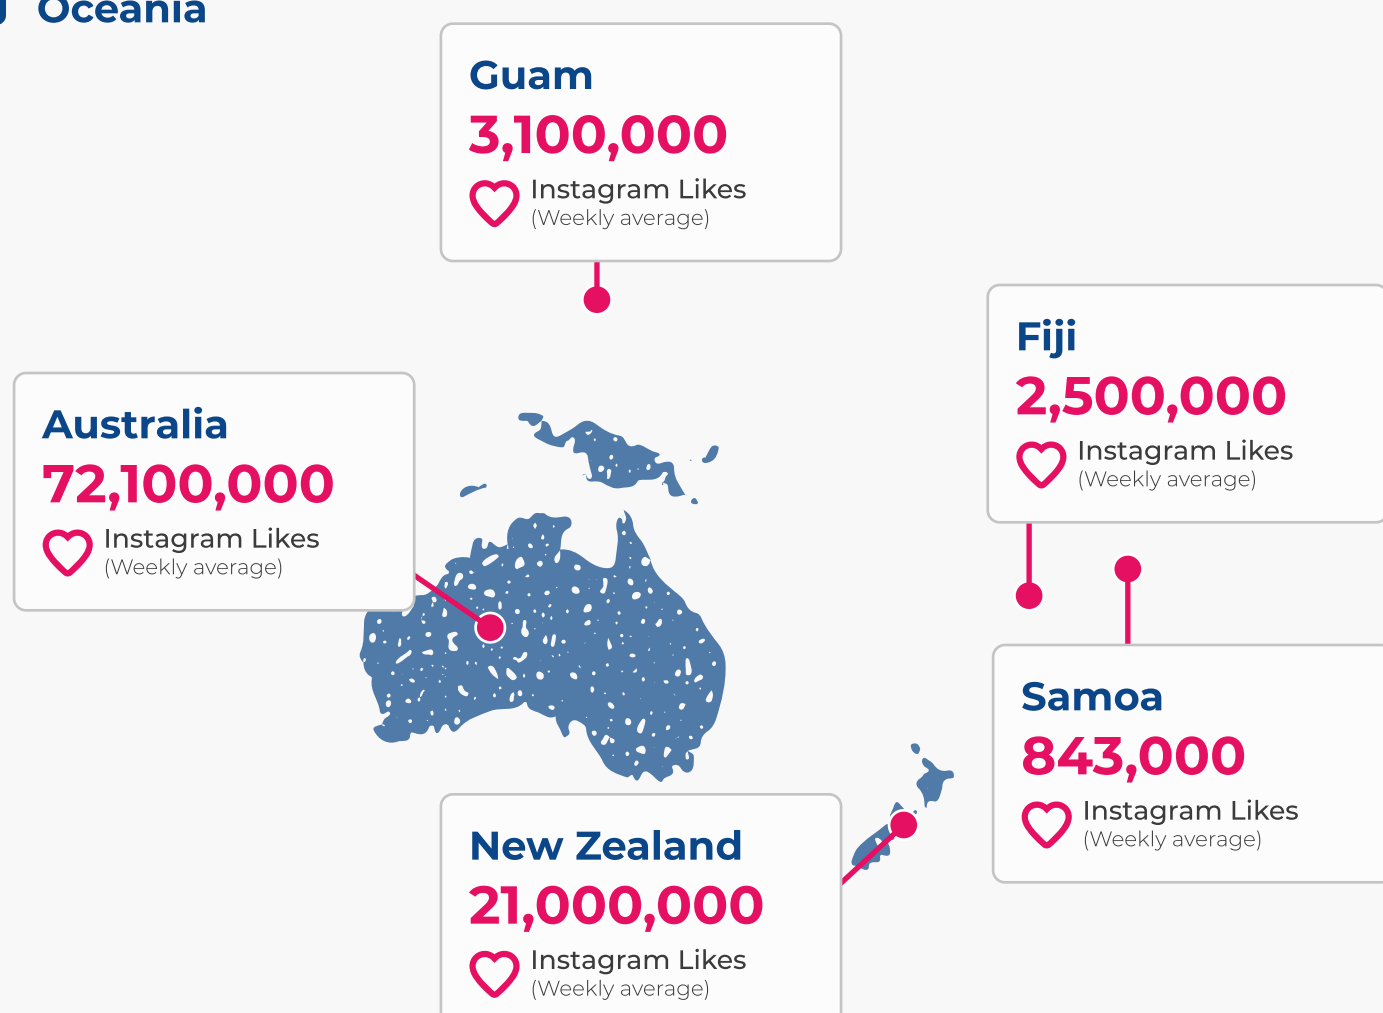 Oceania
Guam
3,100,000
Instagram Likes
(Weekly average)
Fiji
2,500,000
Instagram Likes
(Weekly average)
Australia
72,100,000
Instagram Likes
(Weekly average)
Samoa
843,000
Instagram Likes
(Weekly average)
New Zealand
21,000,000
Instagram Likes
(Weekly average)